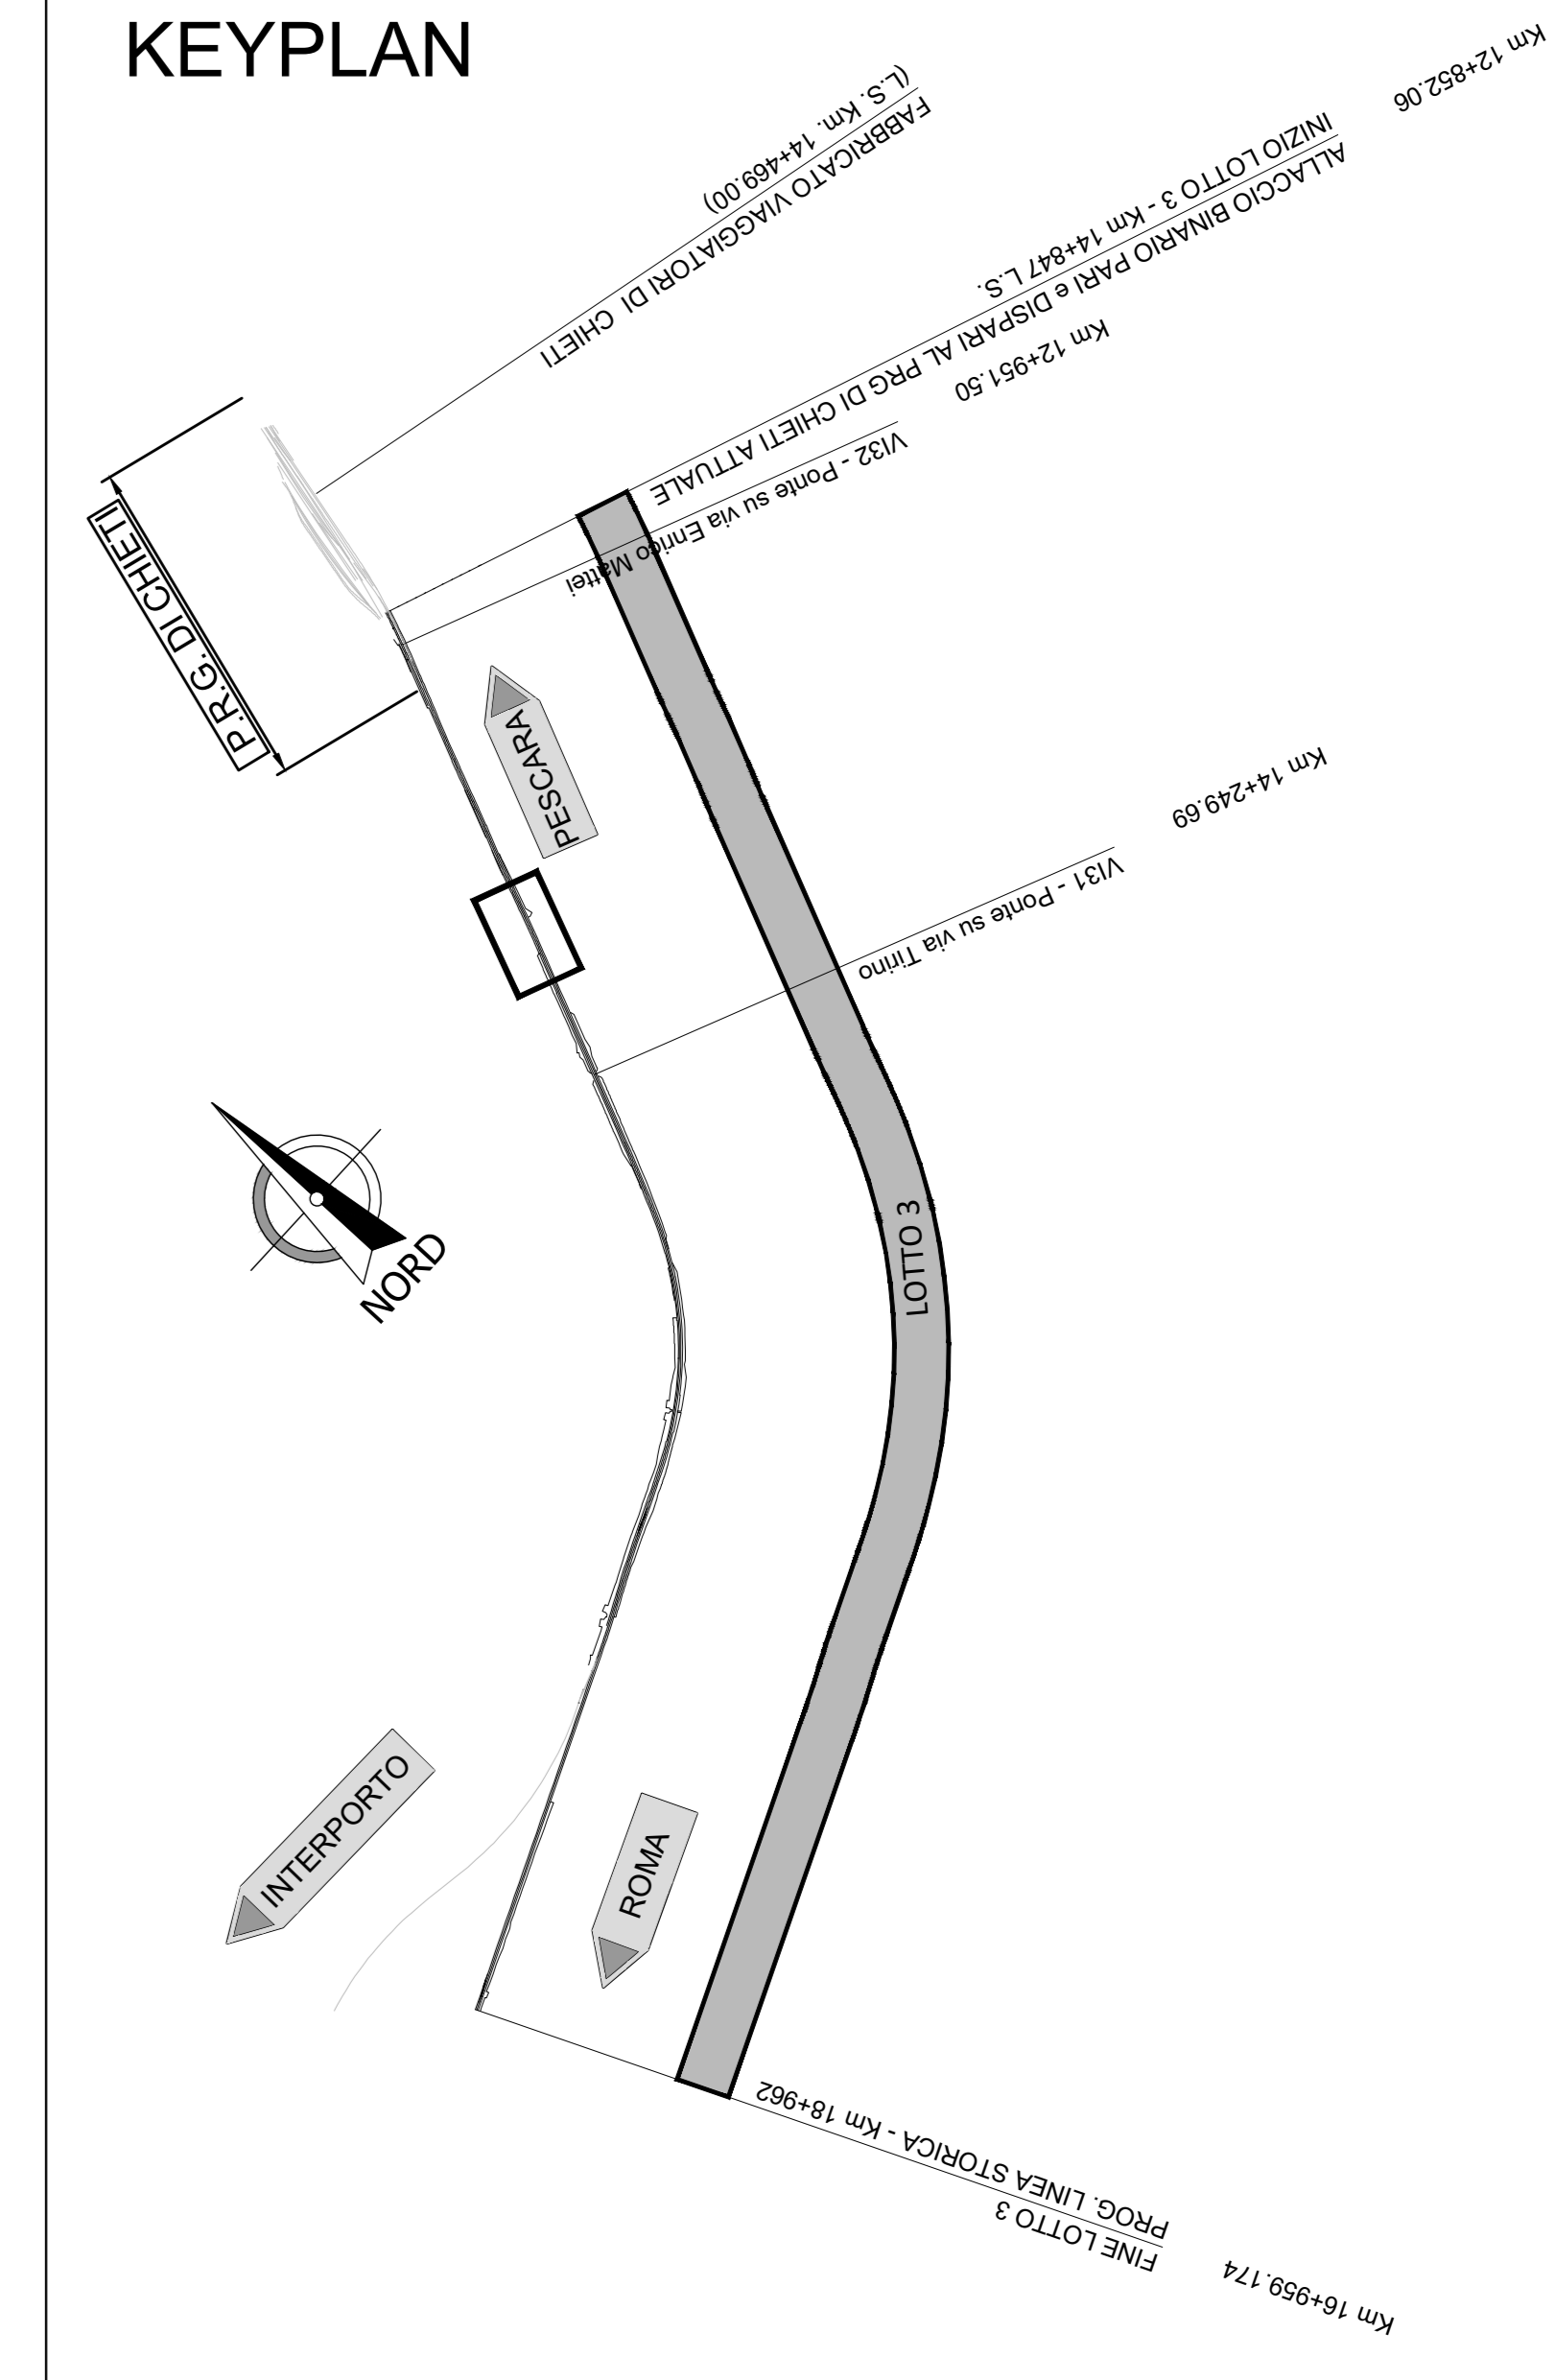 KEYPLAN
Km 12+852.06
FABBRICATO VIAGGIATORI DI CHIETI
(L.S. Km. 14+469.00)
INIZIO LOTTO 3 - Km 14+847 L.S.
ALLACCIO BINARIO PARI e DISPARI AL PRG DI CHIETI ATTUALE
Km 12+951.50
VI32 - Ponte su via Enrico Mattei
P.R.G. DI CHIETI
PESCARA
Km 14+249.69
VI31 - Ponte su via Tirino
NORD
LOTTO 3
INTERPORTO
ROMA
PROG. LINEA STORICA - Km 18+962
FINE LOTTO 3
Km 16+959.174